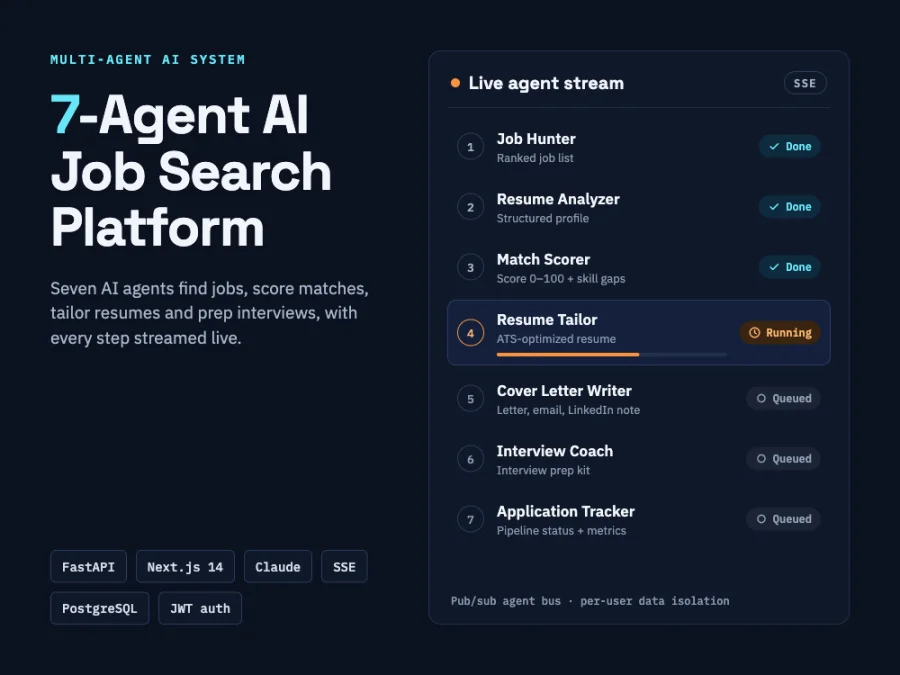 MULTI-AGENT AI SYSTEM
7-Agent AI
Job Search
Platform
Seven AI agents find jobs, score matches,
tailor resumes and prep interviews, with
every step streamed live.
FastAPI
Next.js 14
Claude
SSE
PostgreSQL
JWT auth
Live agent stream
SSE
1
Job Hunter
Ranked job list
Done
2
Resume Analyzer
Structured profile
Done
3
Match Scorer
Score 0–100 + skill gaps
Done
4
Resume Tailor
ATS-optimized resume
Running
5
Cover Letter Writer
Letter, email, LinkedIn note
Queued
6
Interview Coach
Interview prep kit
Queued
7
Application Tracker
Pipeline status + metrics
Queued
Pub/sub agent bus · per-user data isolation